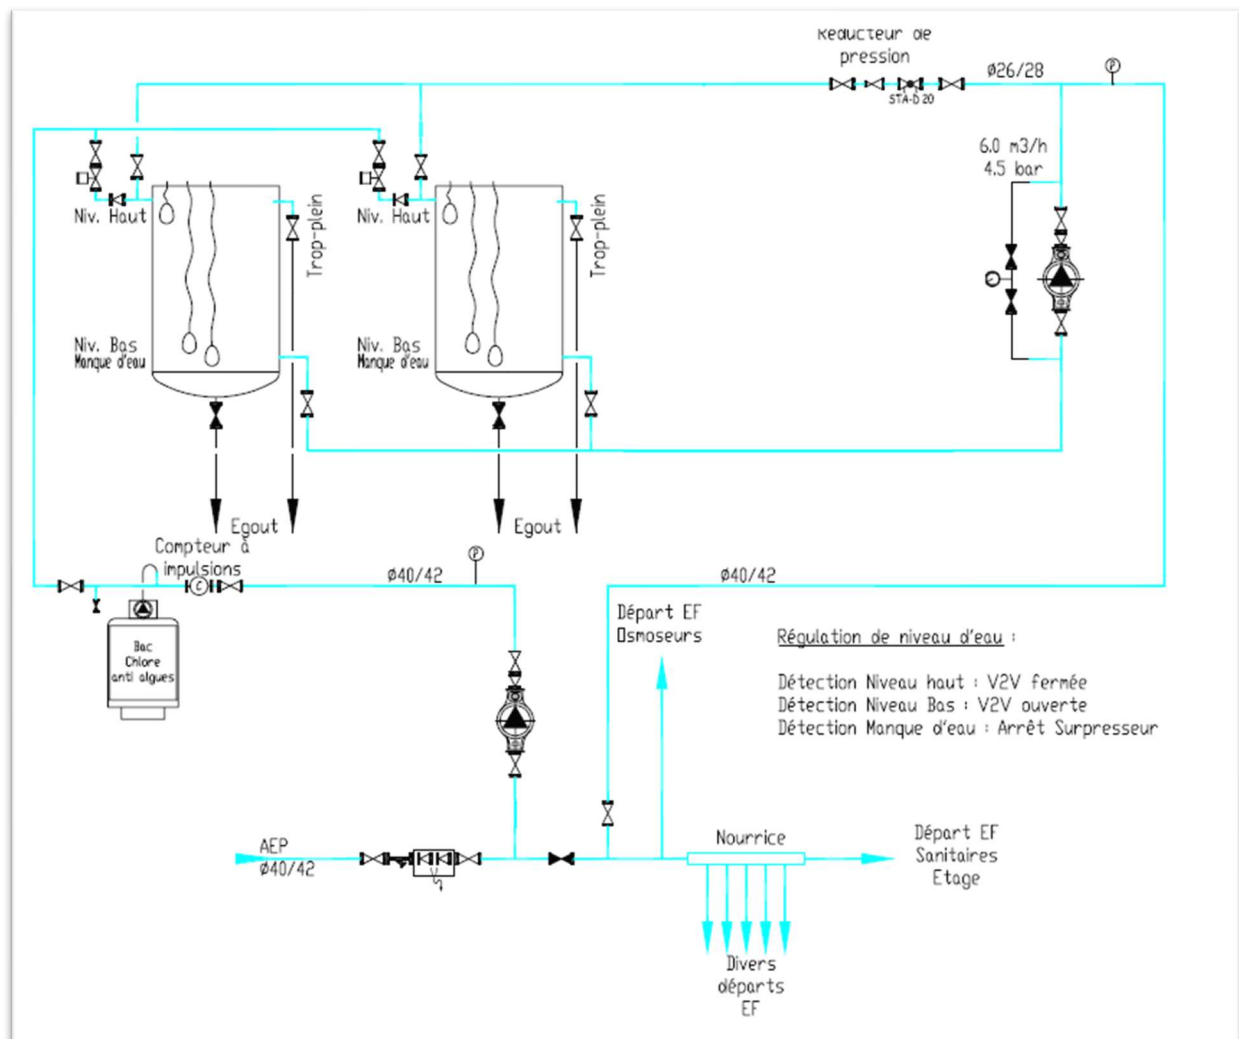 Réducteur de
pression
Ø26/28
P
STA-D 20
6.0 m3/h
4.5 bar
Niv. Haut
Trop-plein
Niv. Haut
Trop-plein
Niv. Bas
Manque d'eau
Niv. Bas
Manque d'eau
Egout
Egout
Compteur à
impulsions
C
Ø40/42
P
Ø40/42
Bac
Chlore
anti algues
Départ EF
Osmoseurs
Régulation de niveau d'eau :
Détection Niveau haut : V2V fermée
Détection Niveau Bas : V2V ouverte
Détection Manque d'eau : Arrêt Surpresseur
AEP
Ø40/42
Nourrice
Départ EF
Sanitaires
Etage
Divers
départs
EF